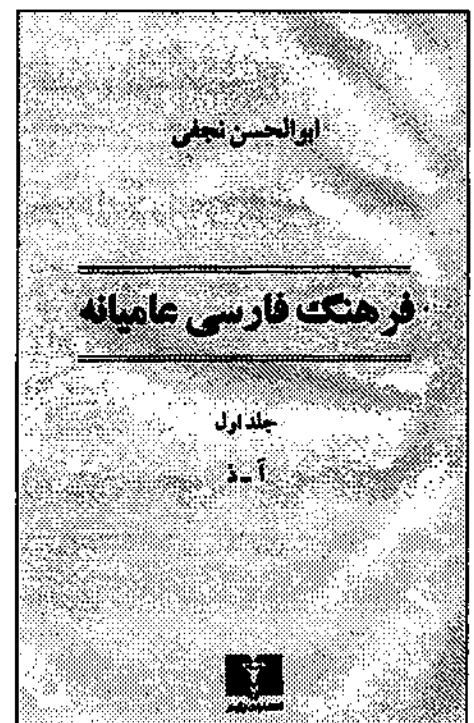 ابوالحسن نجفی
فرهنگ فارسی عامیانه
جلد اول
آ ـ ذ